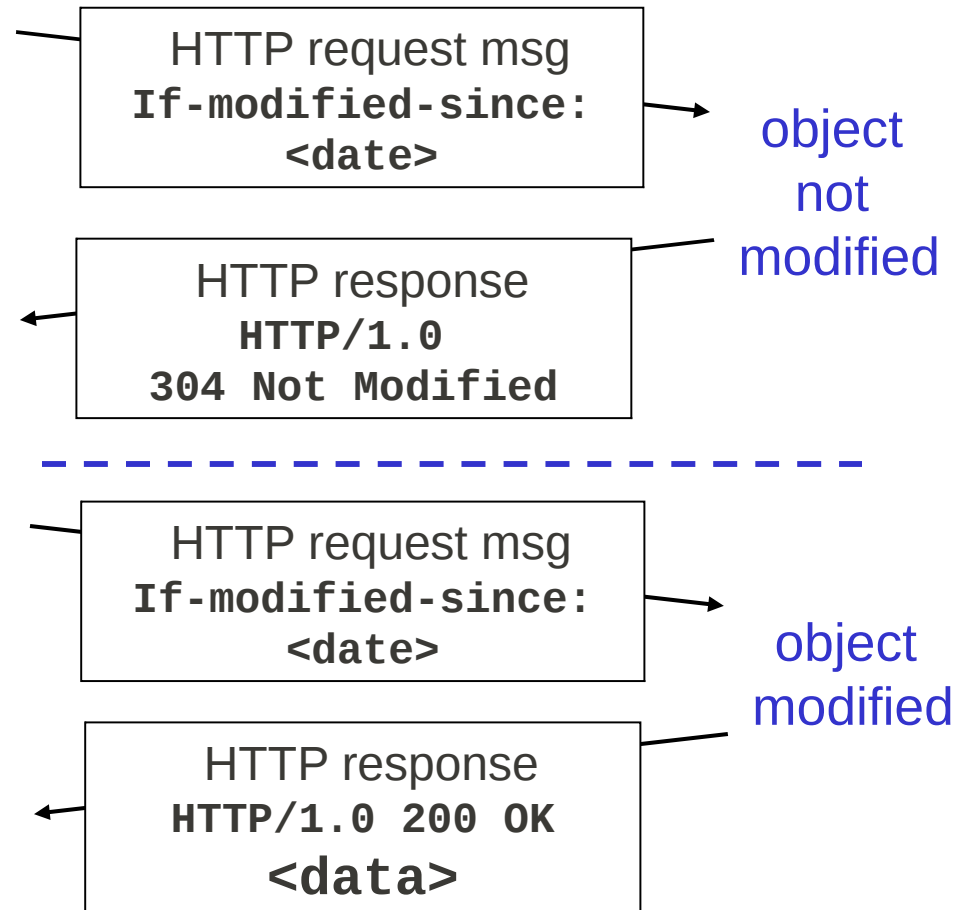 HTTP request msg
If-modified-since:
<date>
object
not
modified
HTTP response
HTTP/1.0
304 Not Modified
HTTP request msg
If-modified-since:
<date>
object
modified
HTTP response
HTTP/1.0 200 OK
<data>